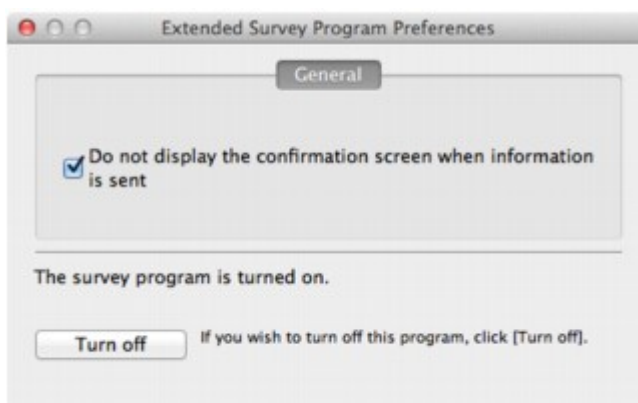 Extended Survey Program Preferences
General
Do not display the confirmation screen when information
is sent
The survey program is turned on.
Turn off
If you wish to turn off this program, click [Turn off].